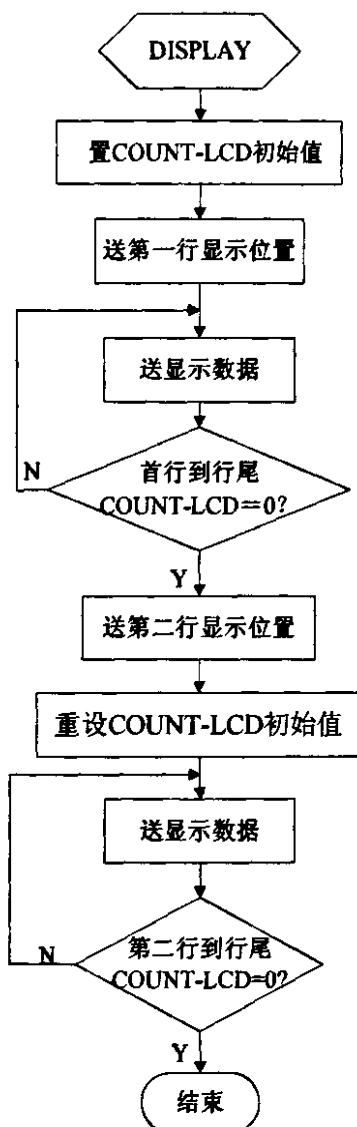 DISPLAY
置COUNT-LCD初始值
送第一行显示位置
送显示数据
首行到行尾
COUNT-LCD=0?
N
Y
送第二行显示位置
重设COUNT-LCD初始值
送显示数据
第二行到行尾
COUNT-LCD=0?
N
Y
结束